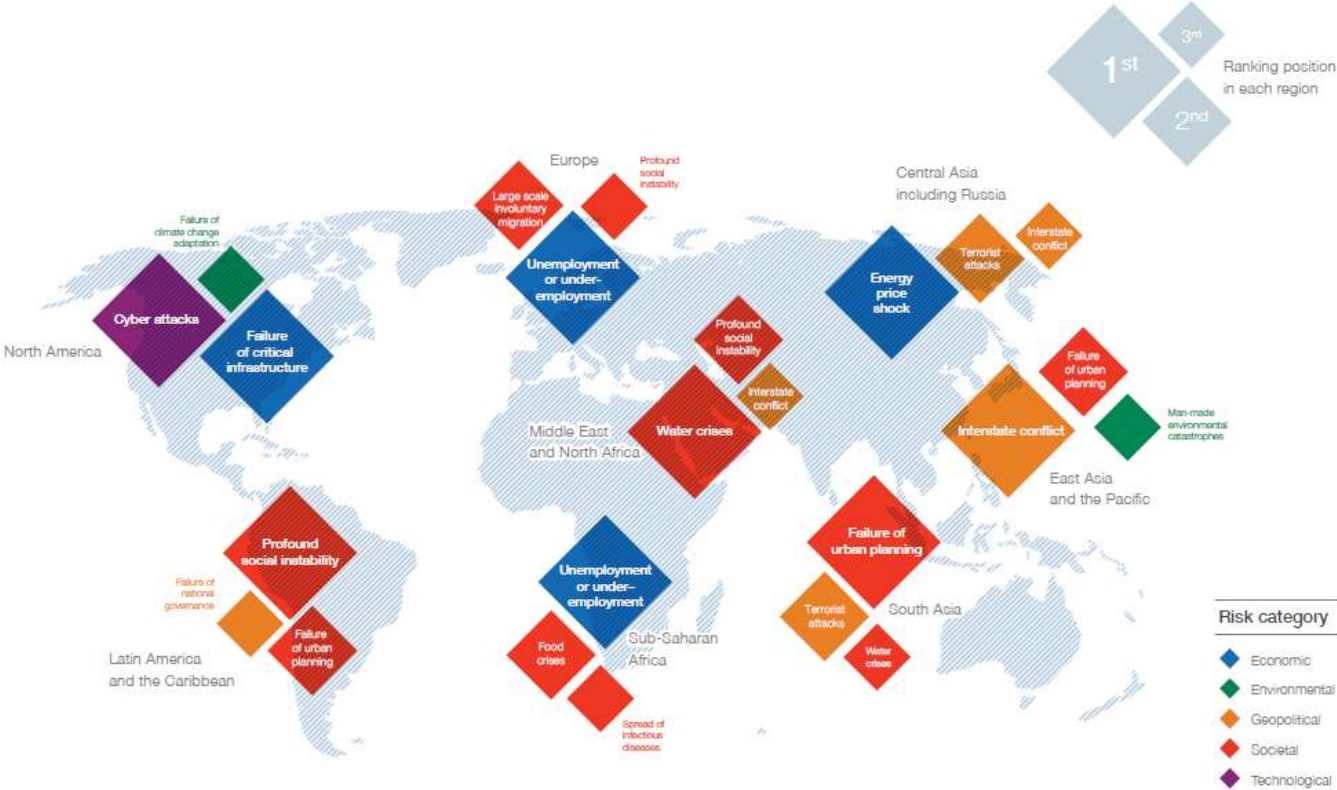 1st
3rd
2nd
Ranking position
in each region
Europe
Large scale
involuntary
migration
Profound
social
instability
Unemployment
or under-
employment
Central Asia
including Russia
Energy
price
shock
Terrorist
attacks
Interstate
conflict
Failure of
climate change
adaptation
Cyber attacks
Failure
of critical
infrastructure
North America
Profound
social
instability
Interstate
conflict
Water crises
Middle East
and North Africa
Failure
of urban
planning
Interstate conflict
Man-made
environmental
catastrophes
East Asia
and the Pacific
Profound
social instability
Failure of
national
governance
Failure
of urban
planning
Latin America
and the Caribbean
Unemployment
or under–
employment
Food
crises
Sub-Saharan
Africa
Spread of
infectious
diseases
Failure of
urban planning
Terrorist
attacks
South Asia
Water
crises
Risk category
Economic
Environmental
Geopolitical
Societal
Technological